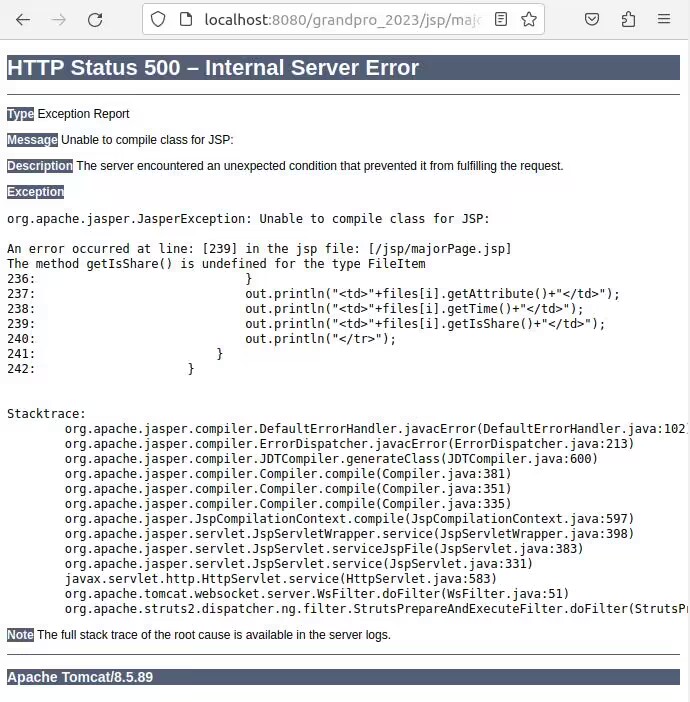 localhost:8080/grandpro_2023/jsp/maj
HTTP Status 500 – Internal Server Error
Type Exception Report
Message Unable to compile class for JSP:
Description The server encountered an unexpected condition that prevented it from fulfilling the request.
Exception
org.apache.jasper.JasperException: Unable to compile class for JSP:
An error occurred at line: [239] in the jsp file: [/jsp/majorPage.jsp]
The method getIsShare() is undefined for the type FileItem
236:                             }
237:                             out.println("<td>"+files[i].getAttribute()+"</td>");
238:                             out.println("<td>"+files[i].getTime()+"</td>");
239:                             out.println("<td>"+files[i].getIsShare()+"</td>");
240:                             out.println("</tr>");
241:                         }
242:                     }
Stacktrace:
org.apache.jasper.compiler.DefaultErrorHandler.javacError(DefaultErrorHandler.java:102
org.apache.jasper.compiler.ErrorDispatcher.javacError(ErrorDispatcher.java:213)
org.apache.jasper.compiler.JDTCompiler.generateClass(JDTCompiler.java:600)
org.apache.jasper.compiler.Compiler.compile(Compiler.java:381)
org.apache.jasper.compiler.Compiler.compile(Compiler.java:351)
org.apache.jasper.compiler.Compiler.compile(Compiler.java:335)
org.apache.jasper.JspCompilationContext.compile(JspCompilationContext.java:597)
org.apache.jasper.servlet.JspServletWrapper.service(JspServletWrapper.java:398)
org.apache.jasper.servlet.JspServlet.serviceJspFile(JspServlet.java:383)
org.apache.jasper.servlet.JspServlet.service(JspServlet.java:331)
javax.servlet.http.HttpServlet.service(HttpServlet.java:583)
org.apache.tomcat.websocket.server.WsFilter.doFilter(WsFilter.java:51)
org.apache.struts2.dispatcher.ng.filter.StrutsPrepareAndExecuteFilter.doFilter(StrutsPr
Note The full stack trace of the root cause is available in the server logs.
Apache Tomcat/8.5.89